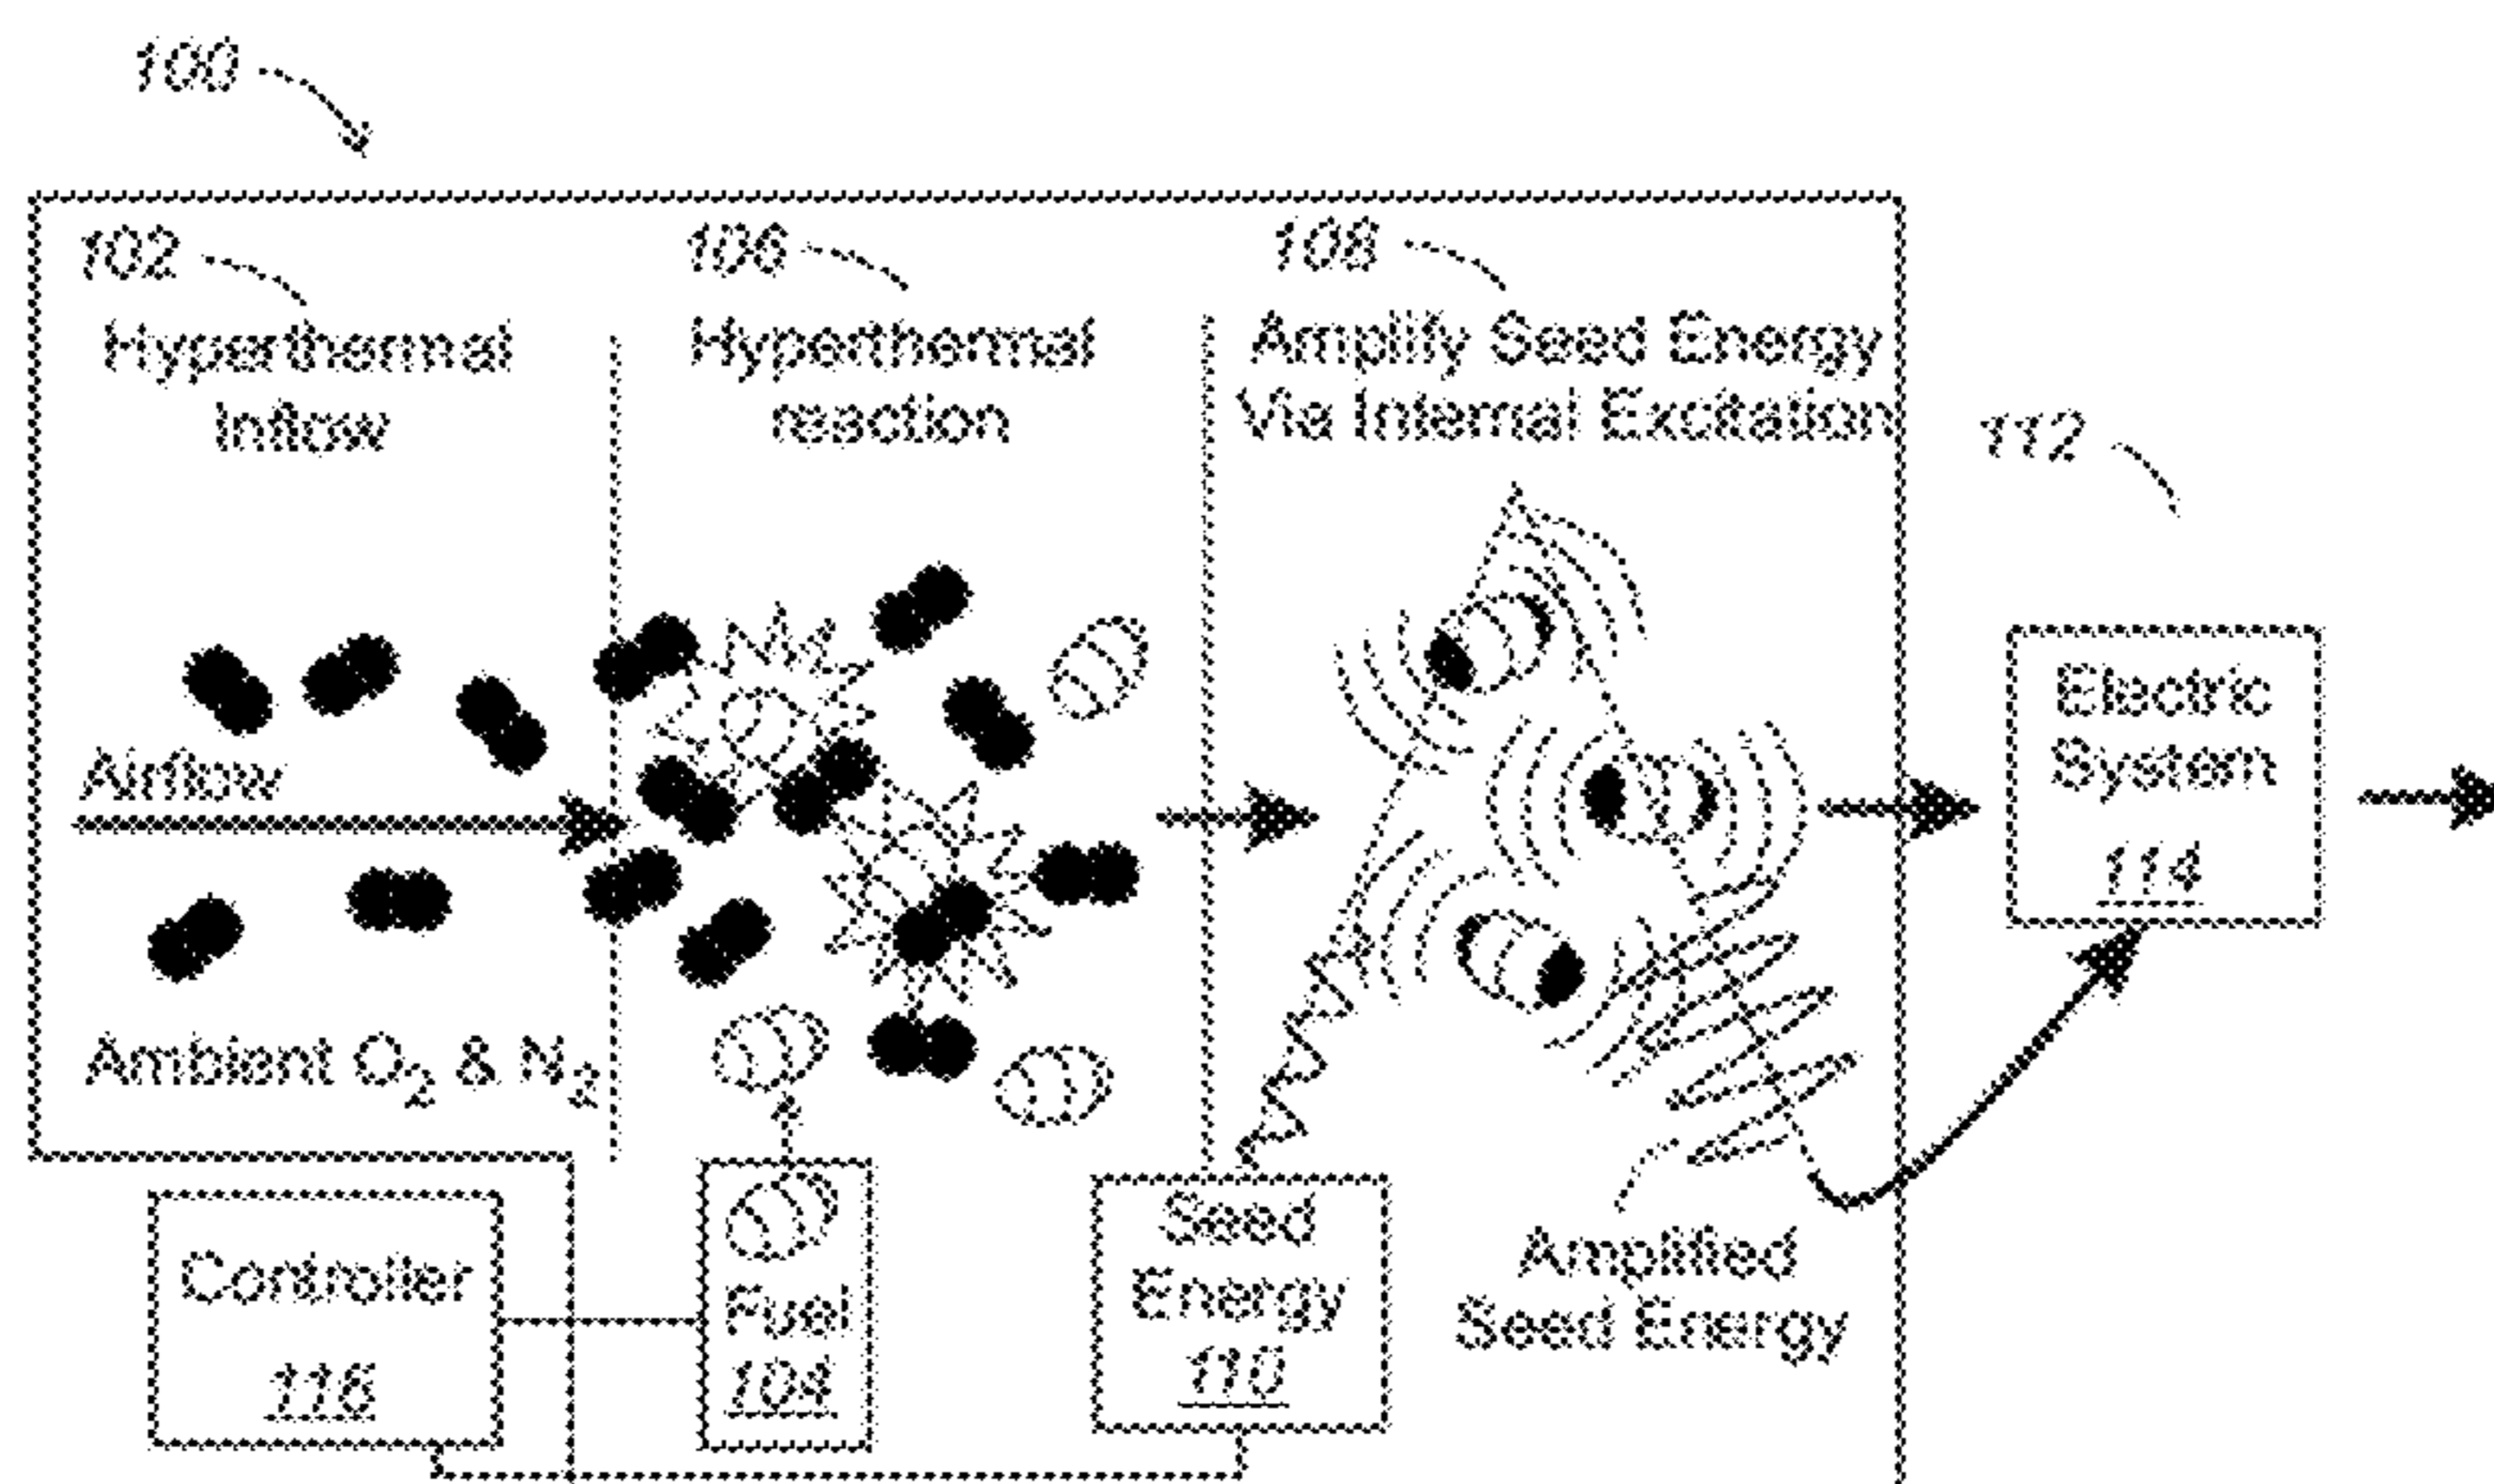 100
102
Hyperthermal
Inflow
106
Hyperthermal
reaction
108
Amplify Seed Energy
Via Internal Excitation
112
Airflow
Ambient O₂ & N₂
Electric
System
114
Controller
116
Fuel
104
Seed
Energy
110
Amplified
Seed Energy